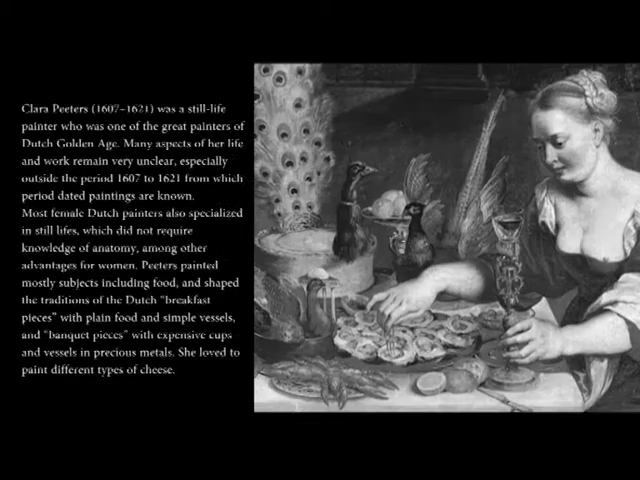 Clara Peeters (1607–1621) was a still-life
painter who was one of the great painters of
Dutch Golden Age. Many aspects of her life
and work remain very unclear, especially
outside the period 1607 to 1621 from which
period dated paintings are known.
Most female Dutch painters also specialized
in still lifes, which did not require
knowledge of anatomy, among other
advantages for women. Peeters painted
mostly subjects including food, and shaped
the traditions of the Dutch "breakfast
pieces" with plain food and simple vessels,
and "banquet pieces" with expensive cups
and vessels in precious metals. She loved to
paint different types of cheese.